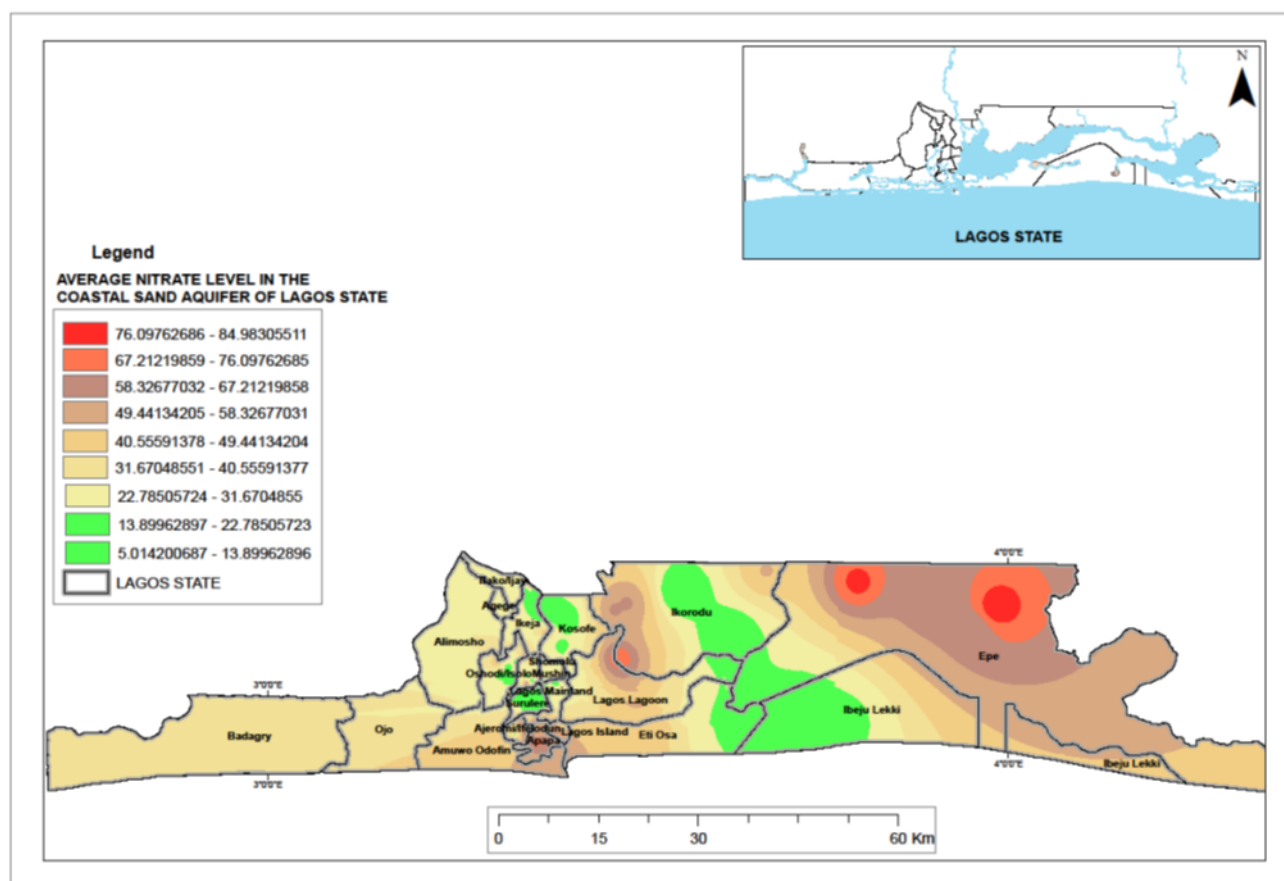 N
LAGOS STATE
Legend
AVERAGE NITRATE LEVEL IN THE
COASTAL SAND AQUIFER OF LAGOS STATE
76.09762686 - 84.98305511
67.21219859 - 76.09762685
58.32677032 - 67.21219858
49.44134205 - 58.32677031
40.55591378 - 49.44134204
31.67048551 - 40.55591377
22.78505724 - 31.6704855
13.89962897 - 22.78505723
5.014200687 - 13.89962896
LAGOS STATE
4°0'0"E
Agege
Ikeja
Kosofe
Ikorodu
Alimosho
Epe
Shomolu
Oshodi/Isolo
Mushin
3°0'0"E
Lagos Mainland
Surulere
Lagos Lagoon
Ibeju Lekki
Badagry
Ojo
Lagos Island
Eti Osa
Apapa
Amuwo Odofin
Ibeju Lekki
3°0'0"E
4°0'0"E
0 15 30 60 Km